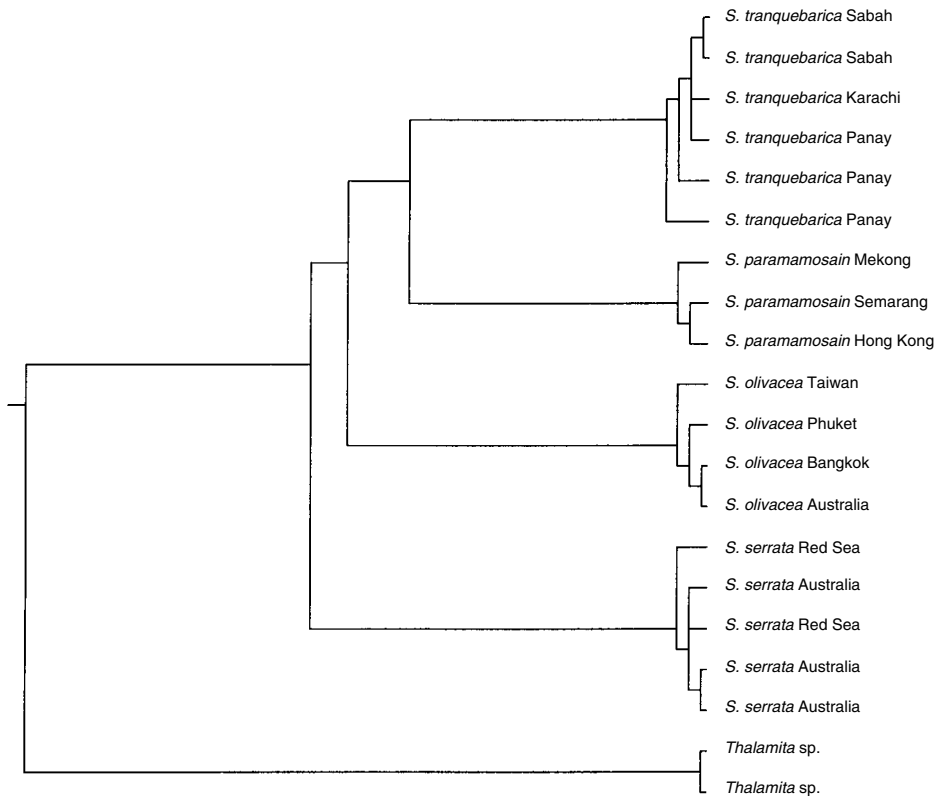 S. tranquebarica Sabah
S. tranquebarica Sabah
S. tranquebarica Karachi
S. tranquebarica Panay
S. tranquebarica Panay
S. tranquebarica Panay
S. paramamosain Mekong
S. paramamosain Semarang
S. paramamosain Hong Kong
S. olivacea Taiwan
S. olivacea Phuket
S. olivacea Bangkok
S. olivacea Australia
S. serrata Red Sea
S. serrata Australia
S. serrata Red Sea
S. serrata Australia
S. serrata Australia
Thalamita sp.
Thalamita sp.